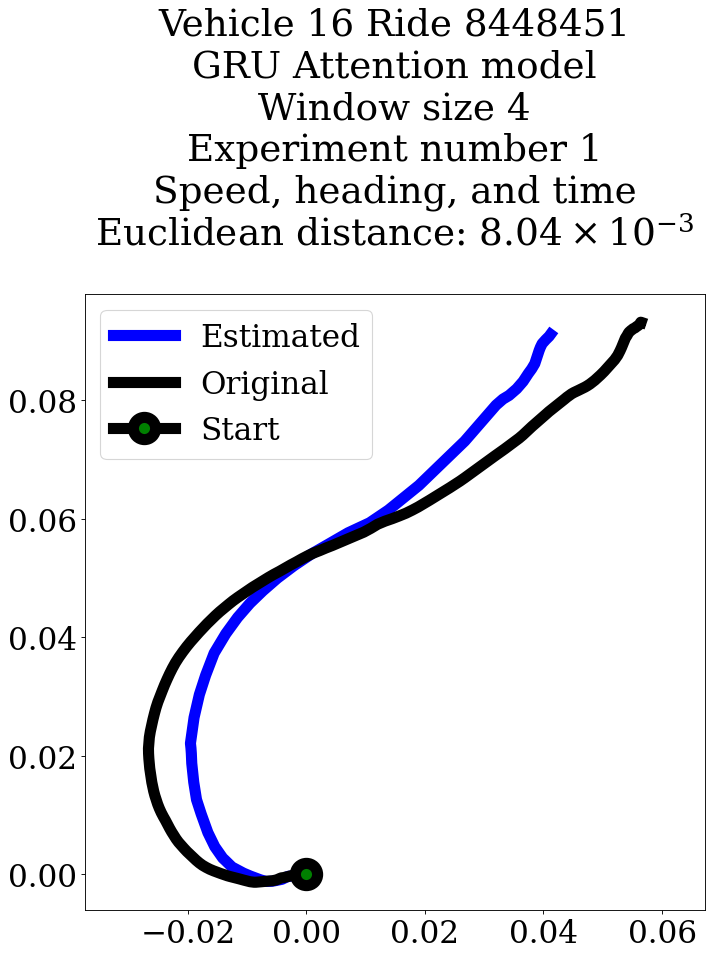 Vehicle 16 Ride 8448451
GRU Attention model
Window size 4
Experiment number 1
Speed, heading, and time
Euclidean distance: 8.04 × 10⁻³
Estimated
Original
Start
0.08
0.06
0.04
0.02
0.00
−0.02 0.00 0.02 0.04 0.06